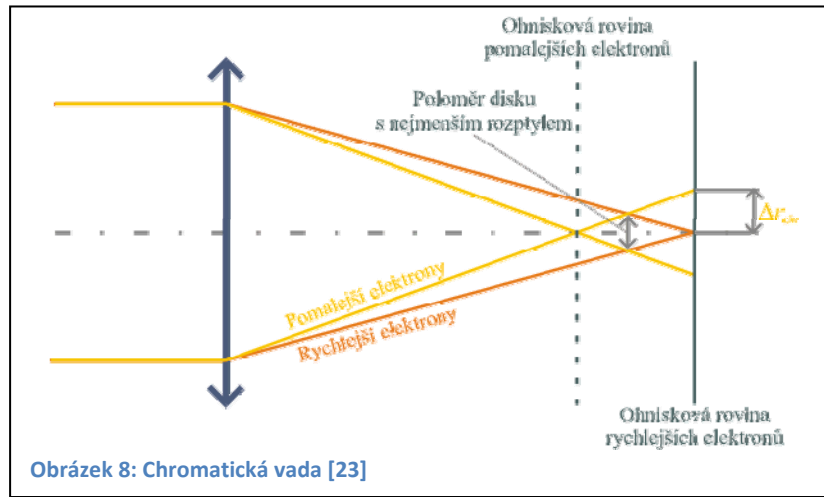 Ohnisková rovina
pomalejších elektronů
Poloměr disku
s nejmenším rozptylem
Pomalejší elektrony
Rychlejší elektrony
Ohnisková rovina
rychlejších elektronů
Obrázek 8: Chromatická vada [23]